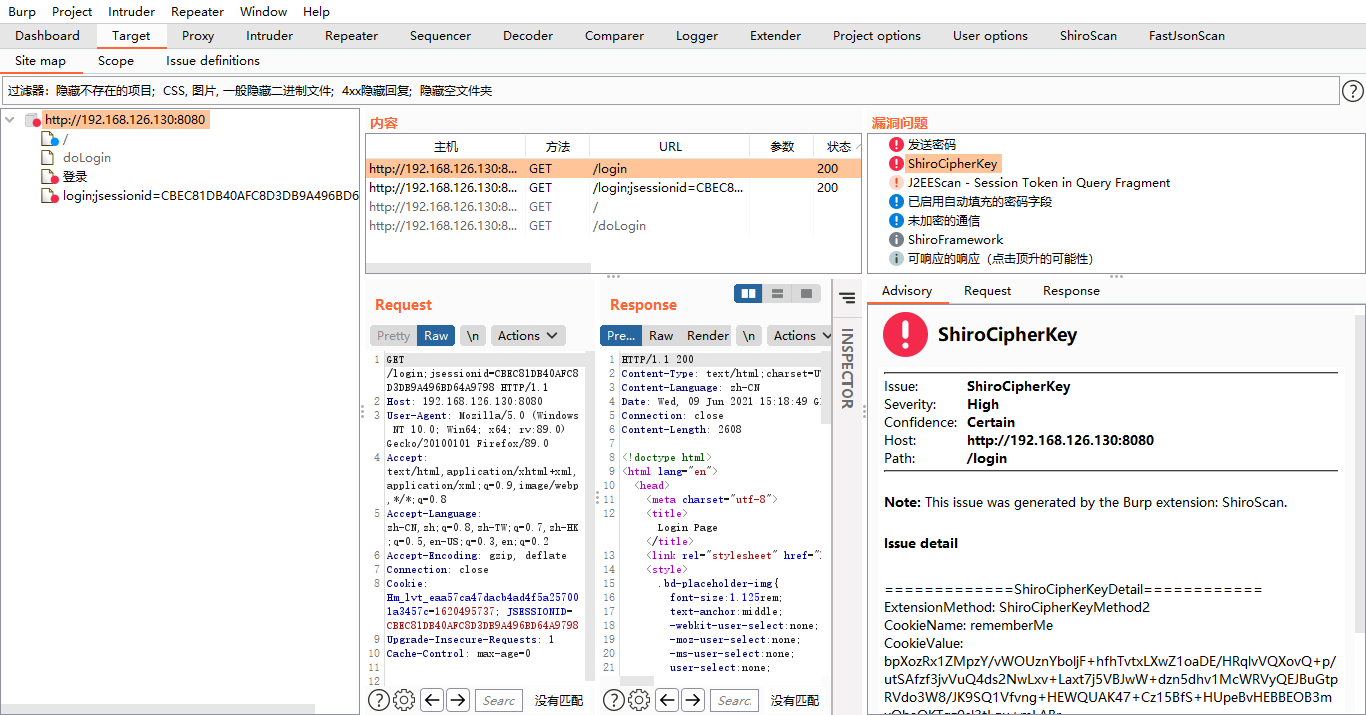 Burp Project Intruder Repeater Window Help
Dashboard Target Proxy Intruder Repeater Sequencer Decoder Comparer Logger Extender Project options User options ShiroScan FastJsonScan
Site map Scope Issue definitions
过滤器：隐藏不存在的项目; CSS, 图片, 一般隐藏二进制文件; 4xx隐藏回复; 隐藏空文件夹
http://192.168.126.130:8080
/
doLogin
登录
login;jsessionid=CBEC81DB40AFC8D3DB9A496BD6
内容
主机 方法 URL 参数 状态
http://192.168.126.130:8... GET /login 200
http://192.168.126.130:8... GET /login;jsessionid=CBEC8... 200
http://192.168.126.130:8... GET /
http://192.168.126.130:8... GET /doLogin
Request
Pretty Raw \n Actions
1 GET
/login;jsessionid=CBEC81DB40AFC8
D3DB9A496BD64A9798 HTTP/1.1
2 Host: 192.168.126.130:8080
3 User-Agent: Mozilla/5.0 (Windows
NT 10.0; Win64; x64; rv:89.0)
Gecko/20100101 Firefox/89.0
4 Accept:
text/html,application/xhtml+xml,
application/xml;q=0.9,image/webp
,*/*;q=0.8
5 Accept-Language:
zh-CN,zh;q=0.8,zh-TW;q=0.7,zh-HK
;q=0.5,en-US;q=0.3,en;q=0.2
6 Accept-Encoding: gzip, deflate
7 Connection: close
8 Cookie:
Hm_lvt_eaa57ca47dacb4ad4f5a25700
1a3457c=1620495737; JSESSIONID=
CBEC81DB40AFC8D3DB9A496BD64A9798
9 Upgrade-Insecure-Requests: 1
10 Cache-Control: max-age=0
11
12
Searc 没有匹配
Response
Pre... Raw Render \n Actions
1 HTTP/1.1 200
2 Content-Type: text/html;charset=U
3 Content-Language: zh-CN
4 Date: Wed, 09 Jun 2021 15:18:49 G
5 Connection: close
6 Content-Length: 2608
7
8 <!doctype html>
9 <html lang="en">
10 <head>
11 <meta charset="utf-8">
12 <title>
Login Page
</title>
13 <link rel="stylesheet" href="
14 <style>
15 .bd-placeholder-img{
16 font-size:1.125rem;
17 text-anchor:middle;
18 -webkit-user-select:none;
19 -moz-user-select:none;
20 -ms-user-select:none;
21 user-select:none;
Searc 没有匹配
INSPECTOR
漏洞问题
发送密码
ShiroCipherKey
J2EEScan - Session Token in Query Fragment
已启用自动填充的密码字段
未加密的通信
ShiroFramework
可响应的响应（点击顶升的可能性）
Advisory Request Response
ShiroCipherKey
Issue: ShiroCipherKey
Severity: High
Confidence: Certain
Host: http://192.168.126.130:8080
Path: /login
Note: This issue was generated by the Burp extension: ShiroScan.
Issue detail
=============ShiroCipherKeyDetail============
ExtensionMethod: ShiroCipherKeyMethod2
CookieName: rememberMe
CookieValue:
bpXozRx1ZMpzY/vWOUznYboljF+hfhTvtxLXwZ1oaDE/HRqlvVQXovQ+p/
utSAfzf3jvVuQ4ds2NwLxv+Laxt7j5VBJeW+dzn5dhv1McWRVyQEJBuGtp
RVdo3W8/JK9SQ1Vfvng+HEWQUAK47+Cz15BfS+HUpeBvHEBBEOB3m